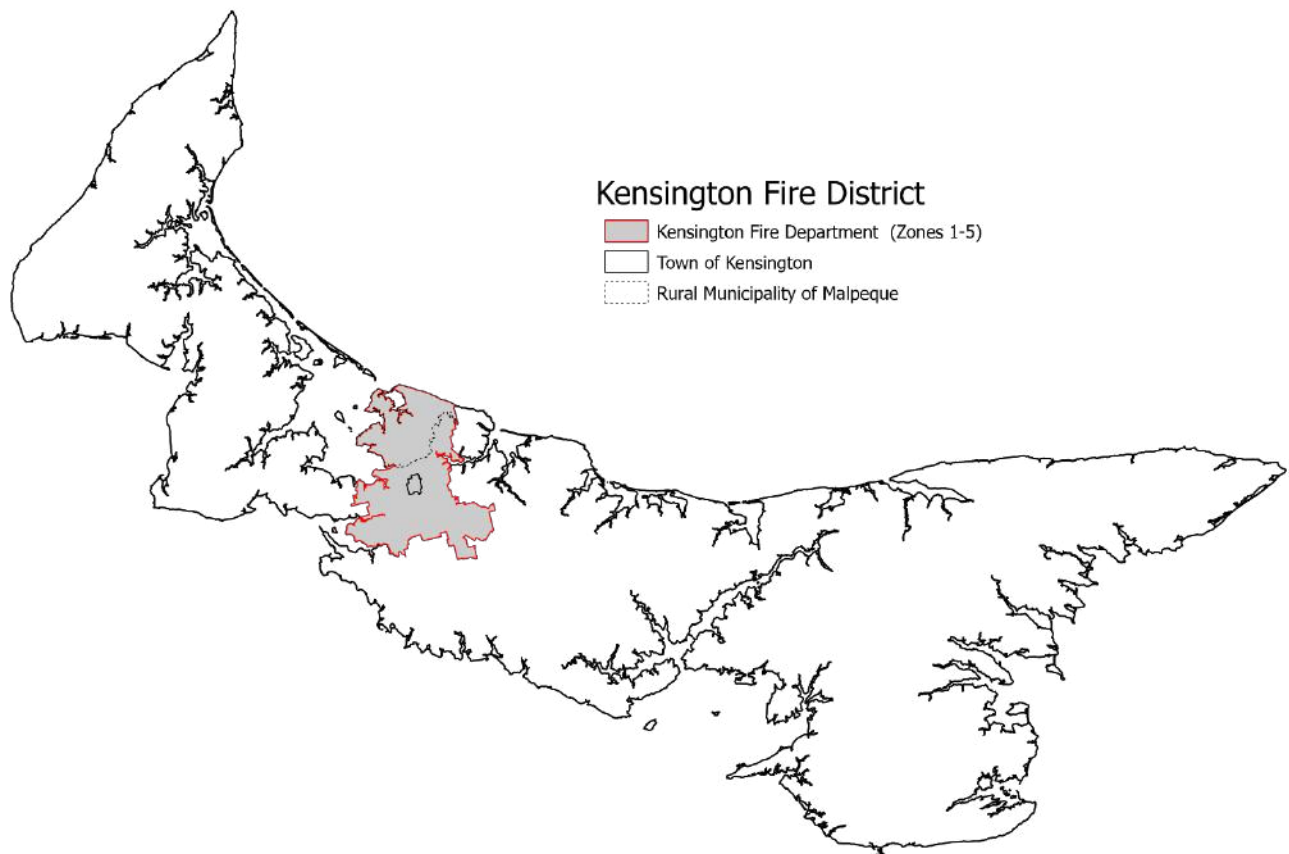 Kensington Fire District
Kensington Fire Department (Zones 1-5)
Town of Kensington
Rural Municipality of Malpeque